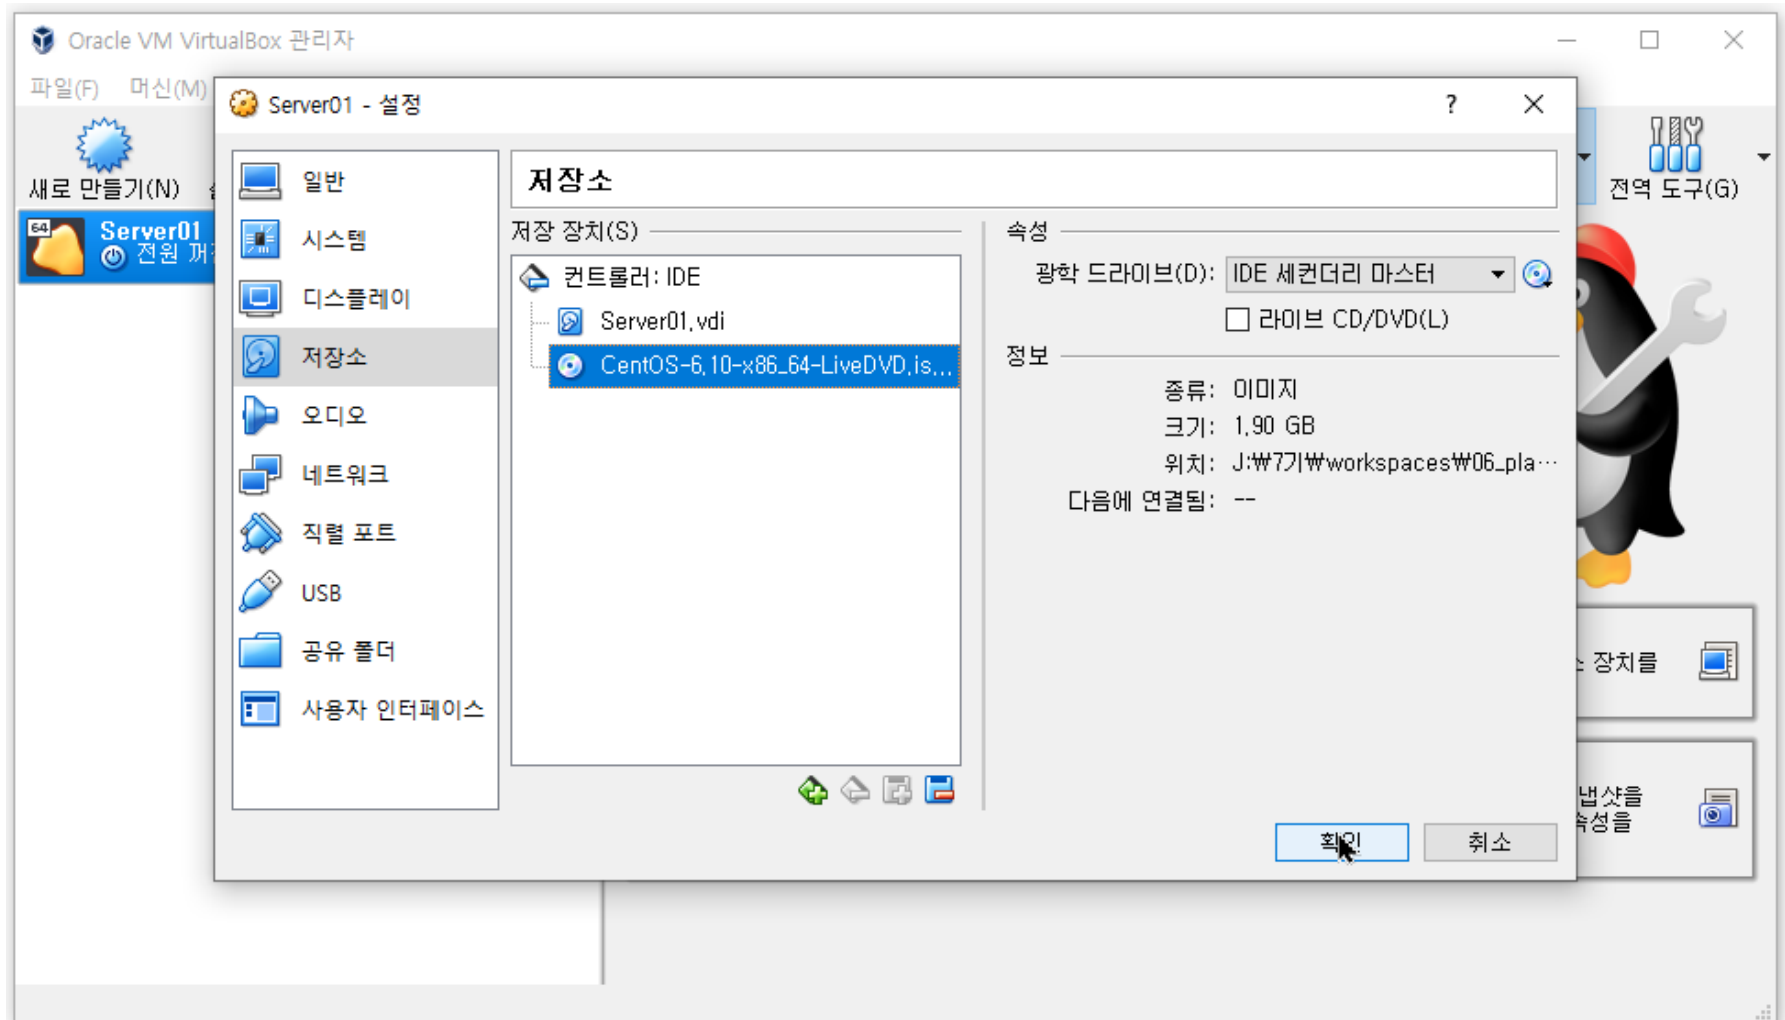 Oracle VM VirtualBox 관리자
파일(F) 머신(M)
새로 만들기(N)
64
Server01
전원 꺼
Server01 - 설정
?
일반
시스템
디스플레이
저장소
오디오
네트워크
직렬 포트
USB
공유 폴더
사용자 인터페이스
저장소
저장 장치(S)
컨트롤러: IDE
Server01.vdi
CentOS-6.10-x86_64-LiveDVD.is...
속성
광학 드라이브(D): IDE 세컨더리 마스터
라이브 CD/DVD(L)
정보
종류: 이미지
크기: 1.90 GB
위치: J:₩7기₩workspaces₩06_pla...
다음에 연결됨: --
확인
취소
전역 도구(G)
장치를
냅샷을
속성을